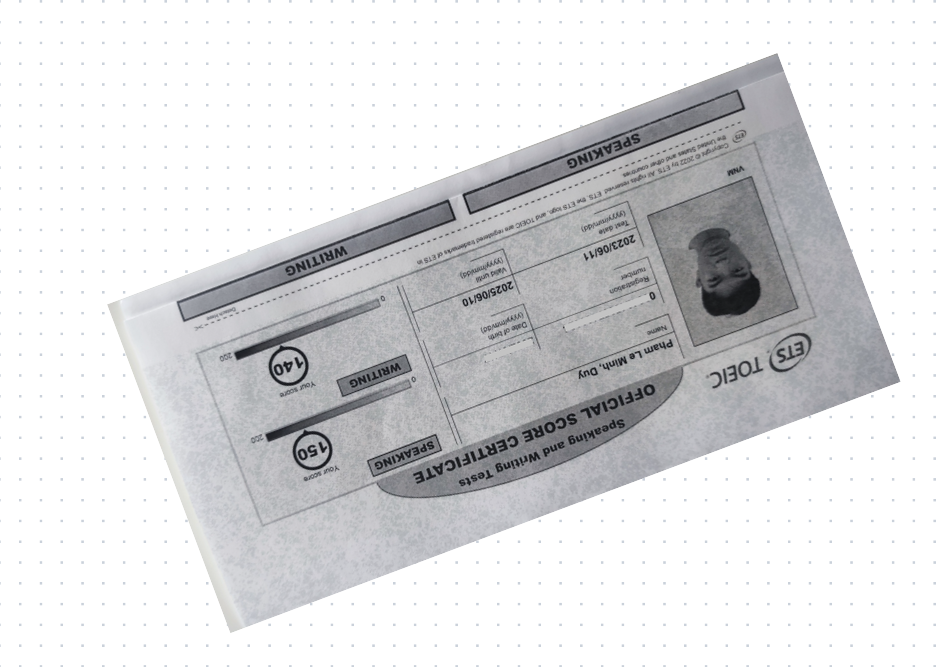 ETS TOEIC
Speaking and Writing Tests
OFFICIAL SCORE CERTIFICATE
Pham Le Minh, Duy
Name
0
Registration
number
Date of birth
(yyyy/mm/dd)
2023/06/11
Test date
(yyyy/mm/dd)
2025/06/10
Valid until
(yyyy/mm/dd)
VNM
SPEAKING
Your score
150
0
200
WRITING
Your score
140
0
200
Copyright © 2022 by ETS. All rights reserved. ETS, the ETS logo, and TOEIC are registered trademarks of ETS in
the United States and other countries.
ETS
SPEAKING
WRITING